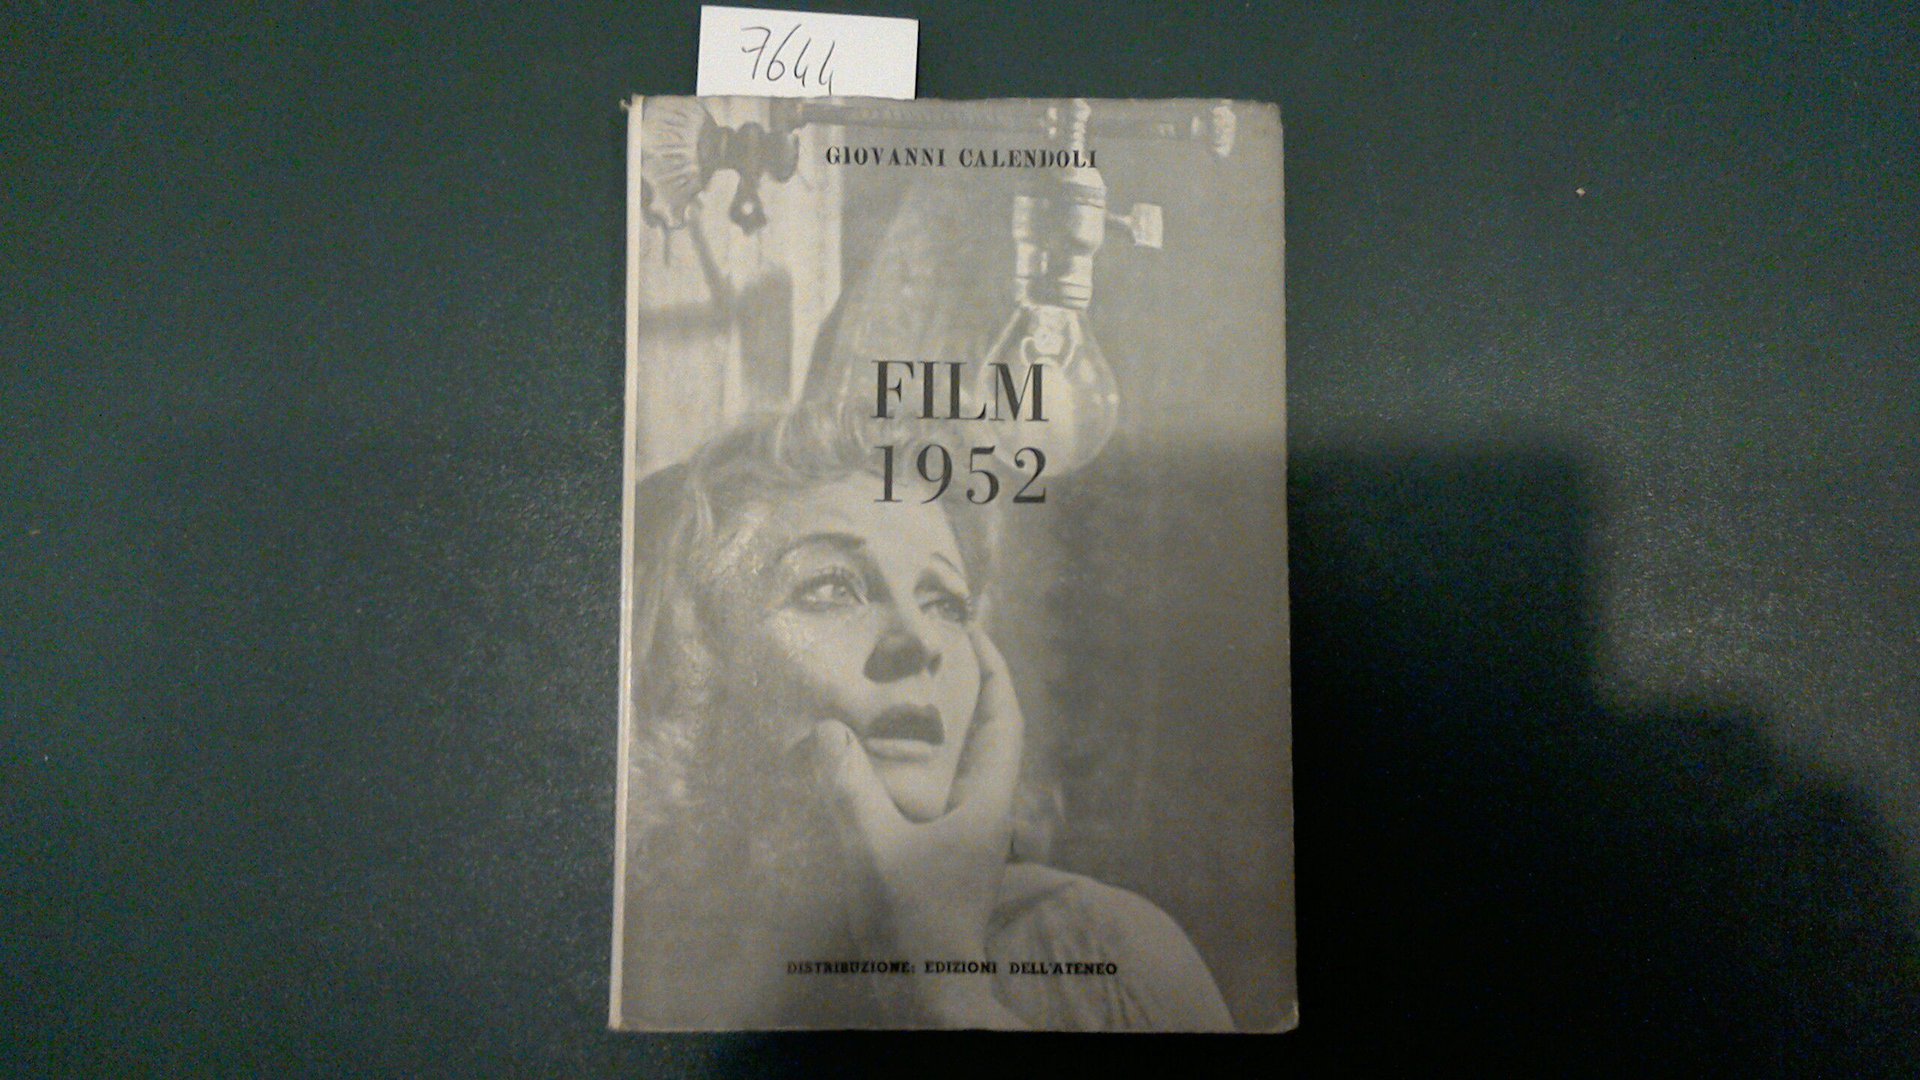 7644
GIOVANNI CALENDOLI
FILM
1952
DISTRIBUZIONE: EDIZIONI DELL'ATENEO